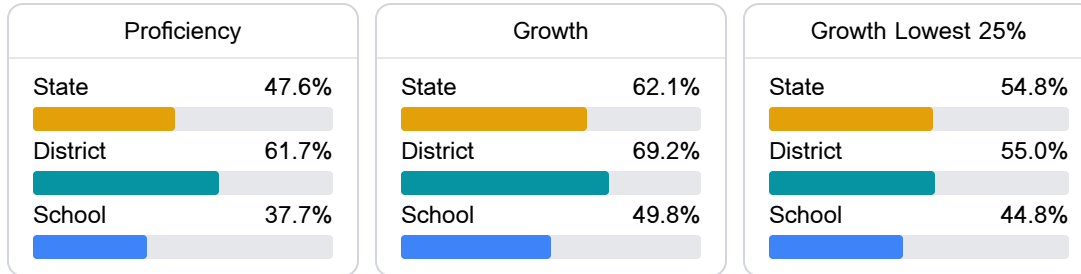 Proficiency
State 47.6%
District 61.7%
School 37.7%
Growth
State 62.1%
District 69.2%
School 49.8%
Growth Lowest 25%
State 54.8%
District 55.0%
School 44.8%